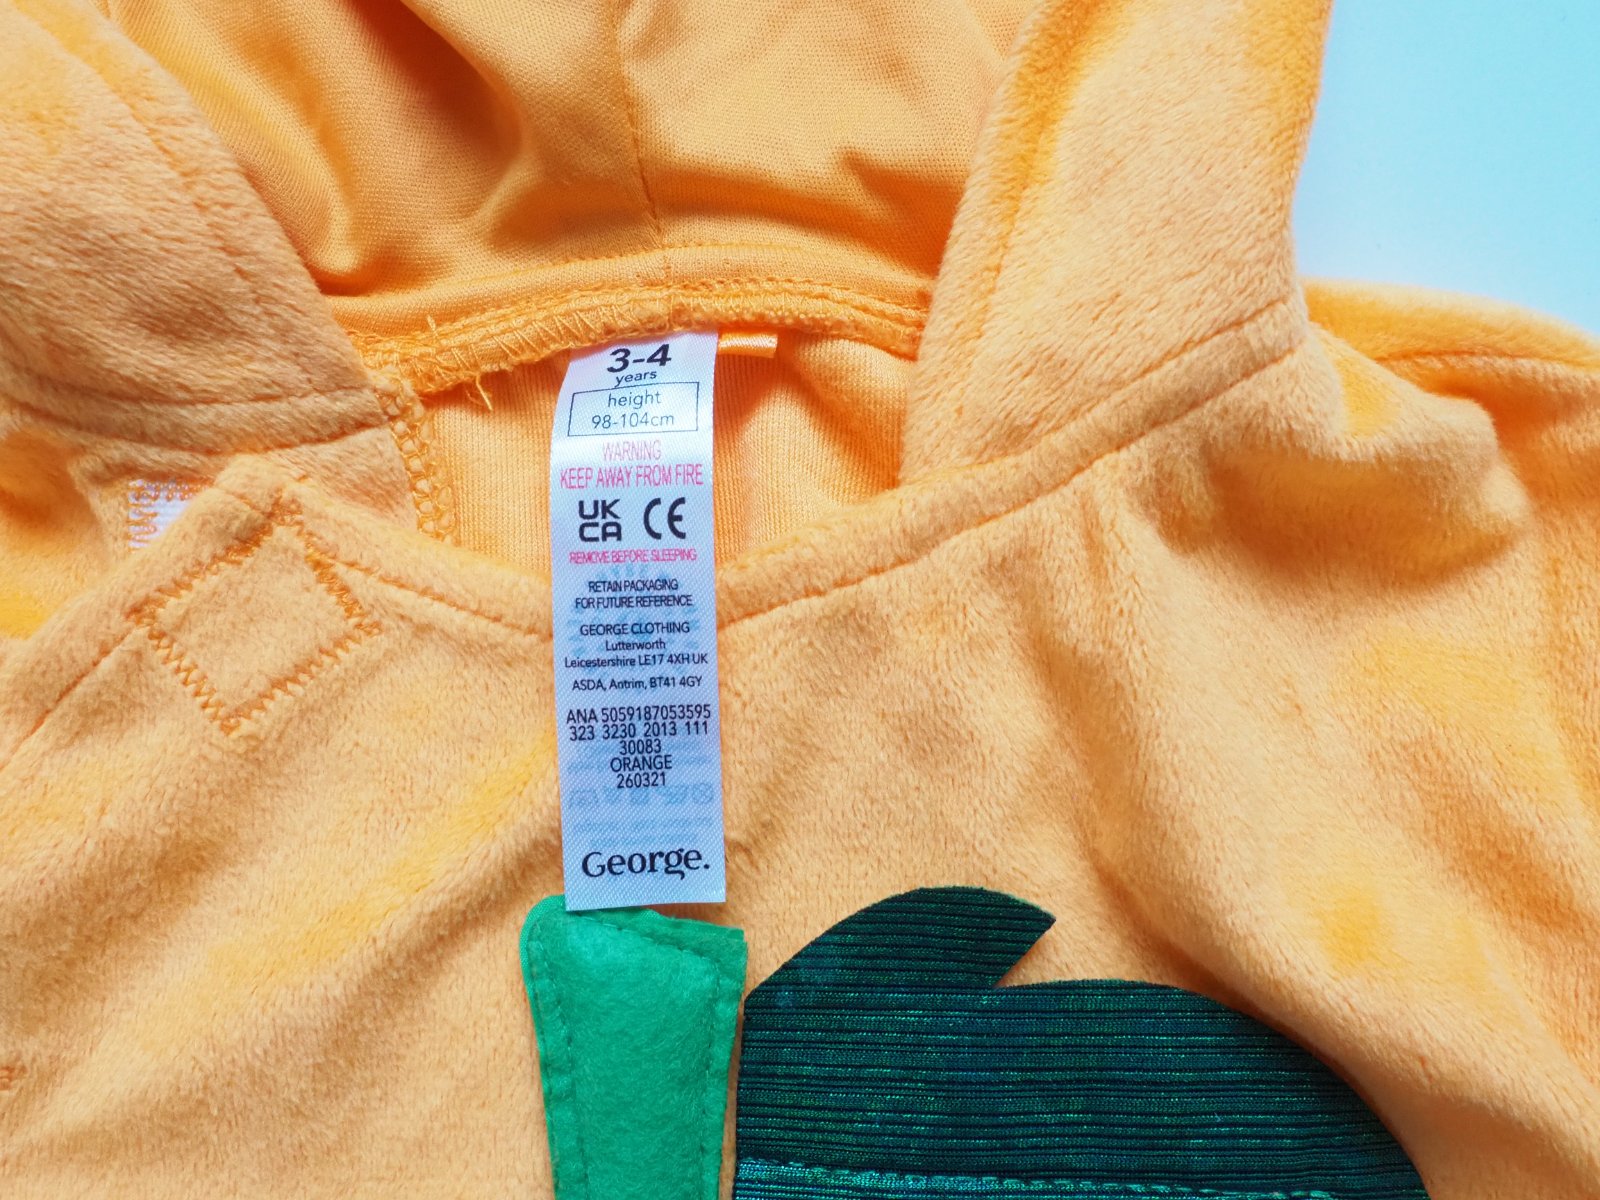 3-4
years
height
98-104cm
WARNING
KEEP AWAY FROM FIRE
UK
CA CE
REMOVE BEFORE SLEEPING
RETAIN PACKAGING
FOR FUTURE REFERENCE
GEORGE CLOTHING
Lutterworth
Leicestershire LE17 4XH UK
ASDA, Antrim, BT41 4GY
ANA 5059187053595
323 3230 2013 111
30083
ORANGE
260321
George.